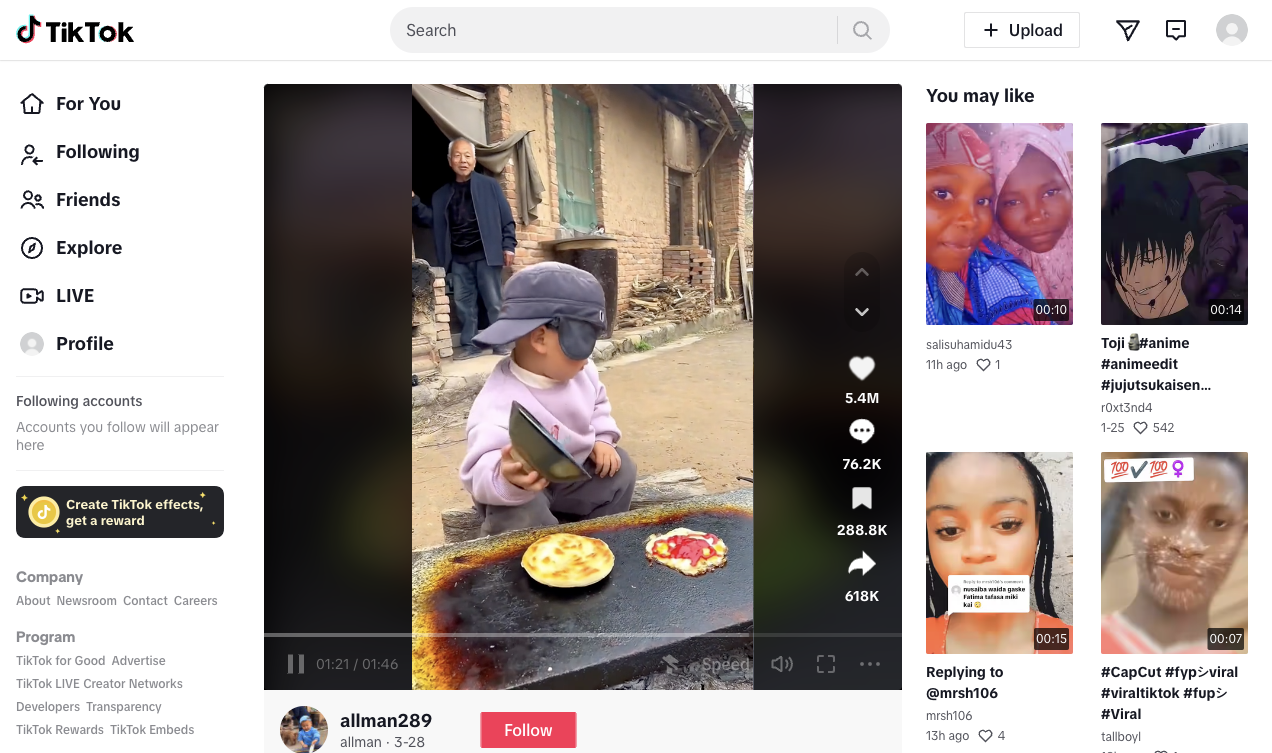 TikTok
Search
Upload
For You
Following
Friends
Explore
LIVE
Profile
Following accounts
Accounts you follow will appear
here
Create TikTok effects,
get a reward
Company
About Newsroom Contact Careers
Program
TikTok for Good Advertise
TikTok LIVE Creator Networks
Developers Transparency
TikTok Rewards TikTok Embeds
5.4M
76.2K
288.8K
618K
01:21 / 01:46
Speed
allman289
allman · 3-28
Follow
You may like
00:10
salisuhamidu43
11h ago 1
00:14
Toji🗿#anime
#animeedit
#jujutsukaisen...
r0xt3nd4
1-25 542
Reply to mrsh106's comment
nusaiba waida gaske
Fatima tafasa miki
kai
00:15
Replying to
@mrsh106
mrsh106
13h ago 4
💯✔💯♀
00:07
#CapCut #fypシviral
#viraltiktok #fupシ
#Viral
tallboyl